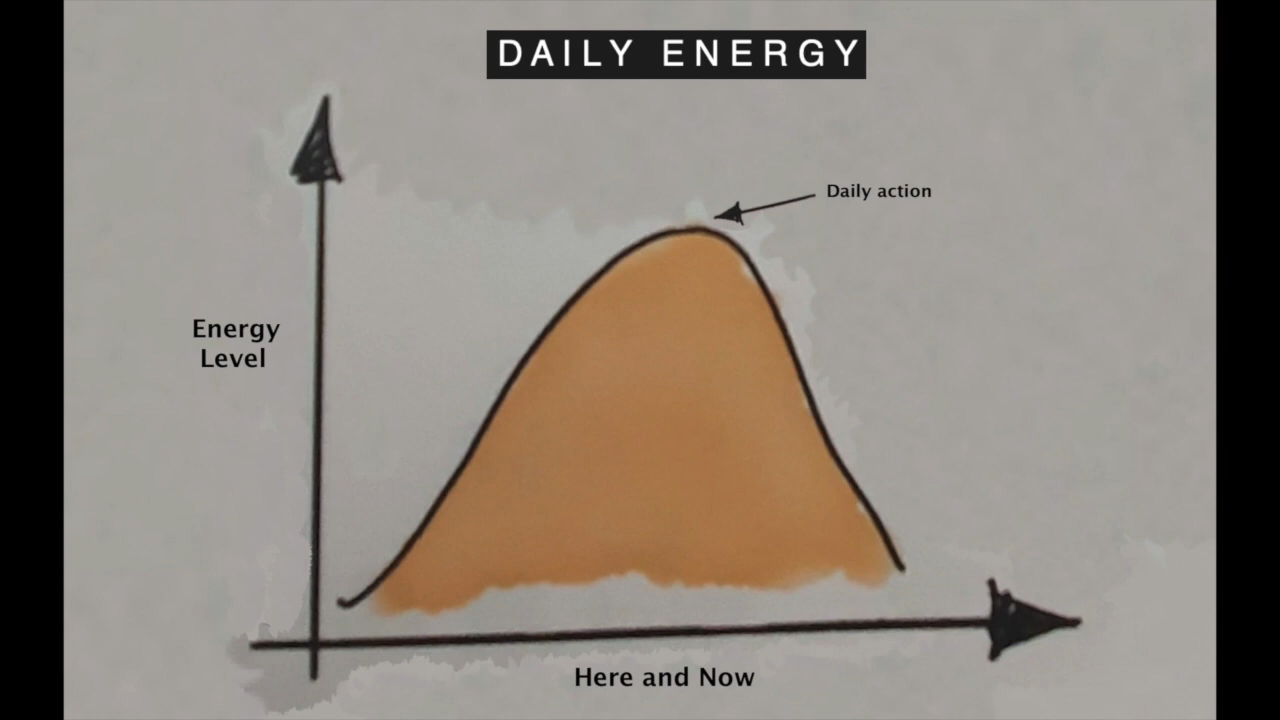 DAILY ENERGY
Daily action
Energy
Level
Here and Now